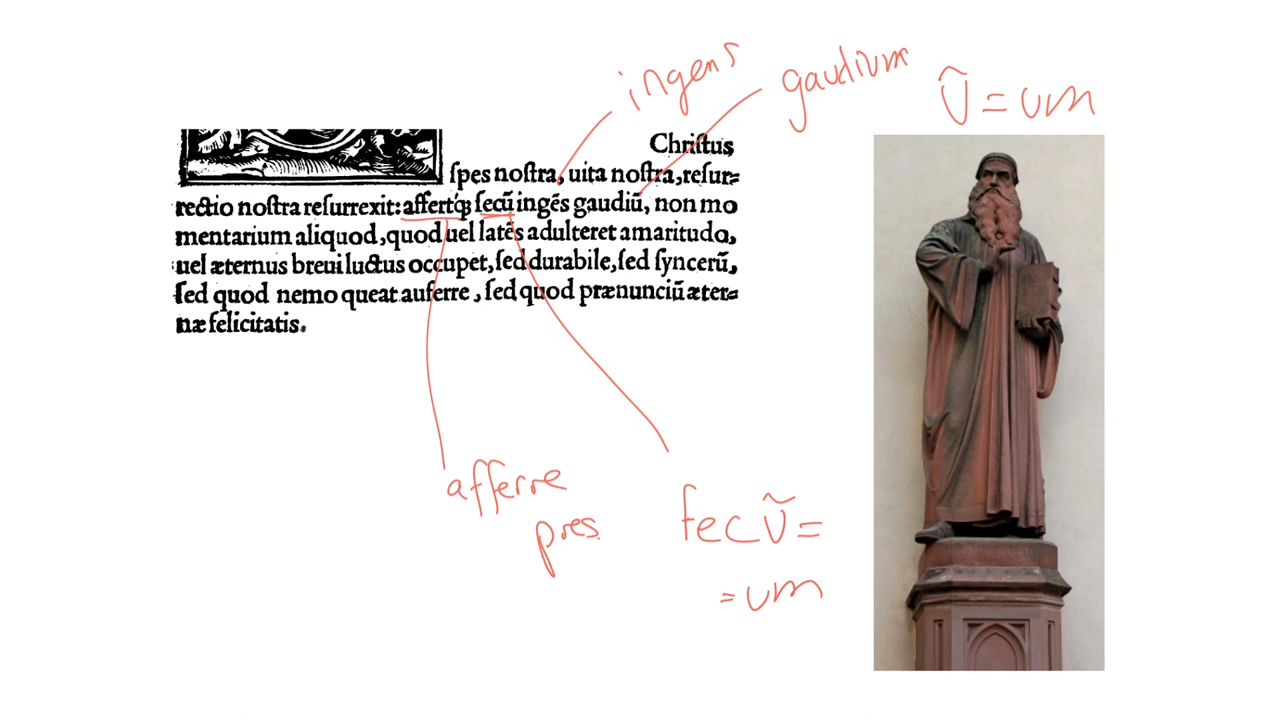 ingens
gaudium
ũ = um
Chriſtus
ſpes noſtra, uita noſtra, reſur=
rectio noſtra reſurrexit: affertq́ꝫ ſecũ ingẽs gaudiũ, non mo
mentarium aliquod, quod uel latẽs adulteret amaritudo,
uel æternus breui luctus occupet, ſed durabile, ſed ſyncerũ,
ſed quod nemo queat auferre, ſed quod prænunciũ æter=
næ felicitatis.
afferre
pres.
ſecũ =
= um